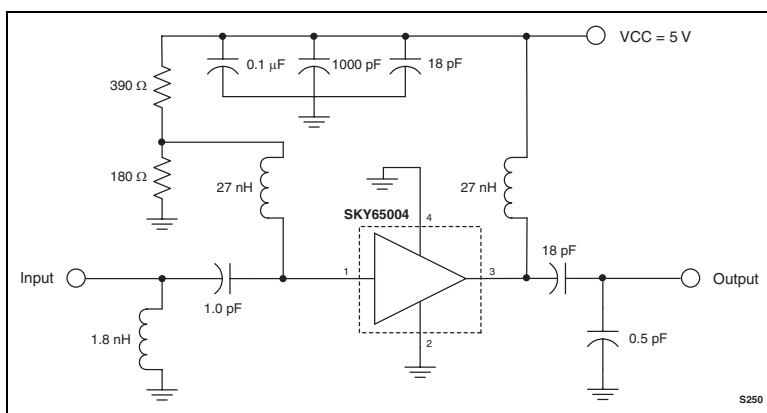 VCC = 5 V
0.1 μF
1000 pF
18 pF
390 Ω
180 Ω
27 nH
27 nH
SKY65004
4
18 pF
Input
1
3
Output
1.0 pF
2
1.8 nH
0.5 pF
S250